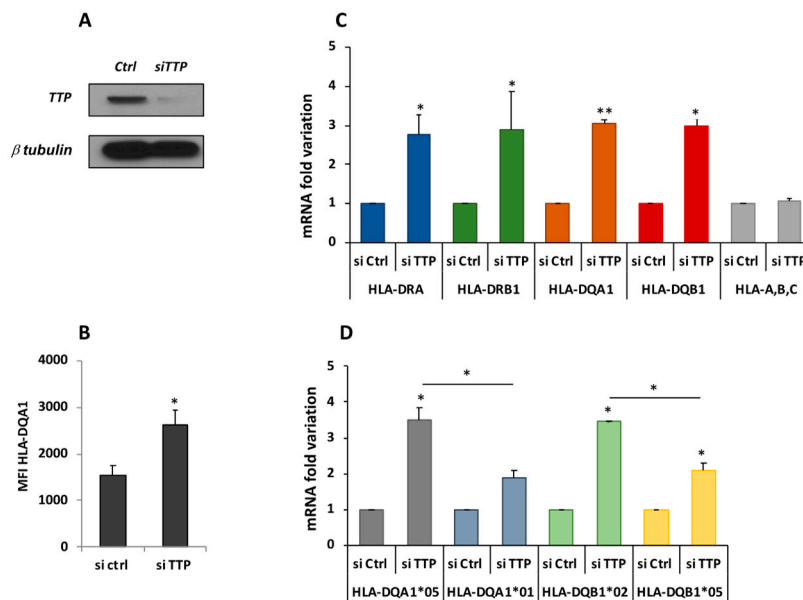 A
Ctrl siTTP
TTP
β tubulin
B
4000
3000
2000
1000
0
MFI HLA-DQA1
*
si ctrl si TTP
C
5
4
3
2
1
0
mRNA fold variation
* * ** *
si Ctrl si TTP si Ctrl si TTP si Ctrl si TTP si Ctrl si TTP si Ctrl si TTP
HLA-DRA HLA-DRB1 HLA-DQA1 HLA-DQB1 HLA-A,B,C
D
6
5
4
3
2
1
0
mRNA fold variation
* *
* * *
si Ctrl si TTP si Ctrl si TTP si Ctrl si TTP si Ctrl si TTP
HLA-DQA1*05 HLA-DQA1*01 HLA-DQB1*02 HLA-DQB1*05